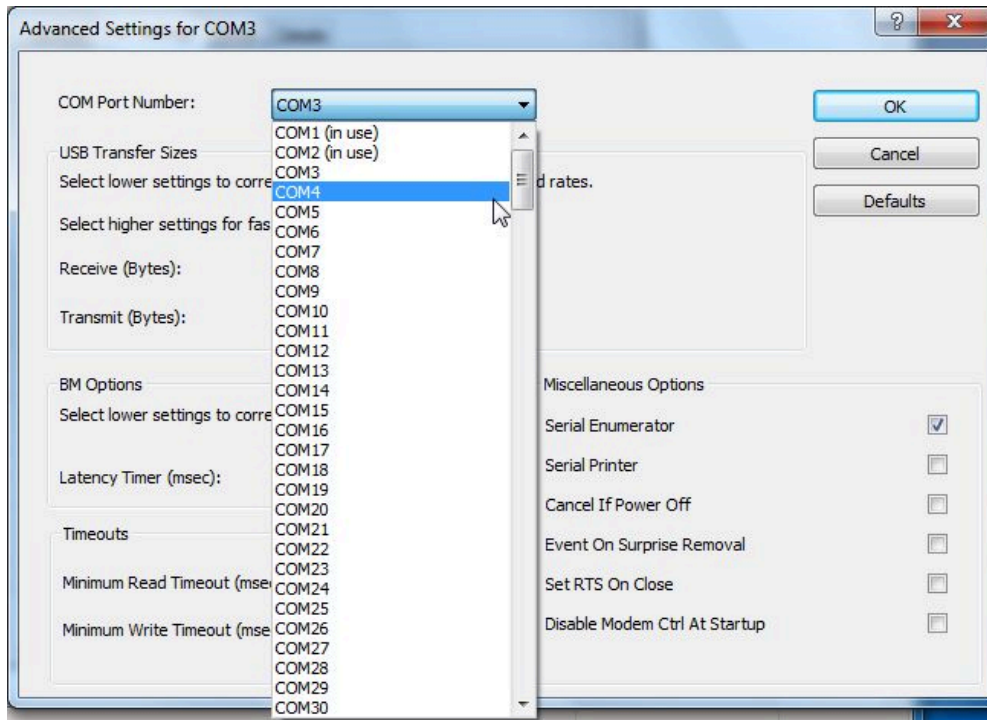 Advanced Settings for COM3
COM Port Number:
COM3
OK
Cancel
Defaults
COM1 (in use)
COM2 (in use)
COM3
COM4
COM5
COM6
COM7
COM8
COM9
COM10
COM11
COM12
COM13
COM14
COM15
COM16
COM17
COM18
COM19
COM20
COM21
COM22
COM23
COM24
COM25
COM26
COM27
COM28
COM29
COM30
USB Transfer Sizes
Select lower settings to corre d rates.
Select higher settings for fas
Receive (Bytes):
Transmit (Bytes):
BM Options
Select lower settings to corre
Latency Timer (msec):
Timeouts
Minimum Read Timeout (mse
Minimum Write Timeout (mse
Miscellaneous Options
Serial Enumerator
Serial Printer
Cancel If Power Off
Event On Surprise Removal
Set RTS On Close
Disable Modem Ctrl At Startup